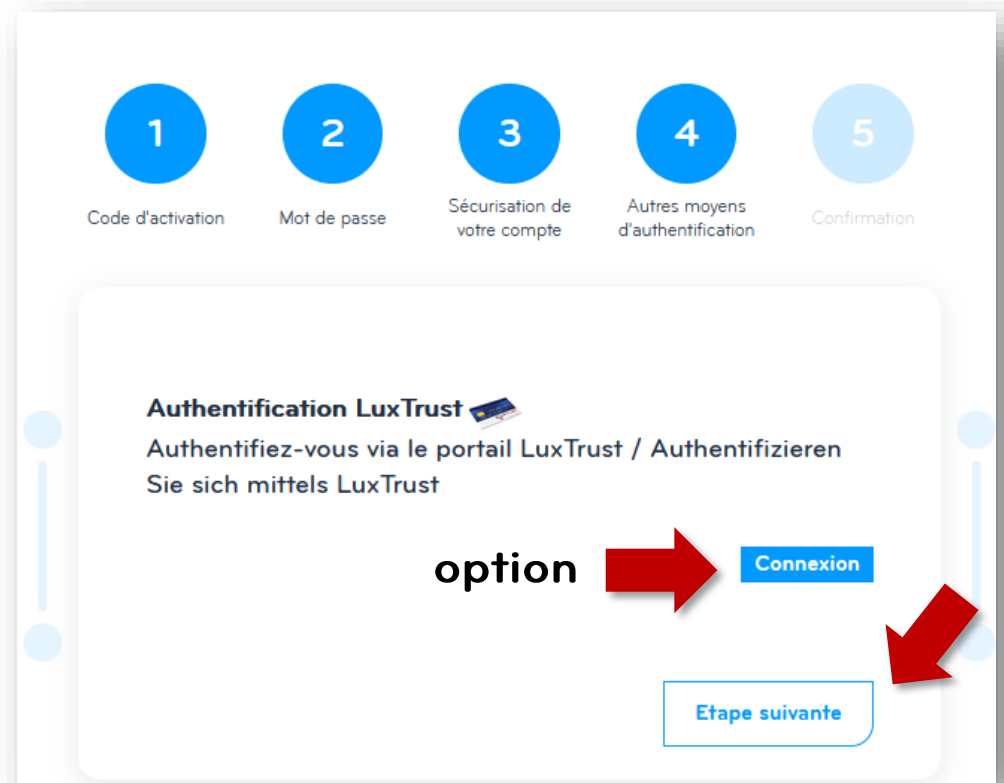 1 2 3 4 5
Code d'activation
Mot de passe
Sécurisation de
votre compte
Autres moyens
d'authentification
Confirmation
Authentification LuxTrust
Authentifiez-vous via le portail LuxTrust / Authentifizieren
Sie sich mittels LuxTrust
option
Connexion
Etape suivante